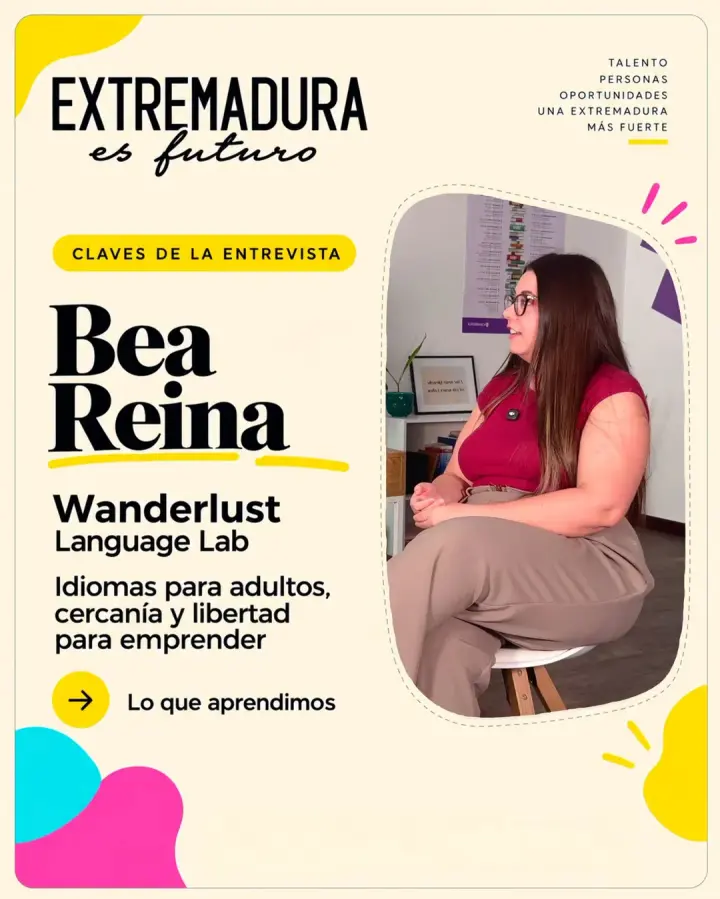 EXTREMADURA
es futuro
TALENTO
PERSONAS
OPORTUNIDADES
UNA EXTREMADURA
MÁS FUERTE
CLAVES DE LA ENTREVISTA
Bea
Reina
Wanderlust
Language Lab
Idiomas para adultos,
cercanía y libertad
para emprender
→ Lo que aprendimos